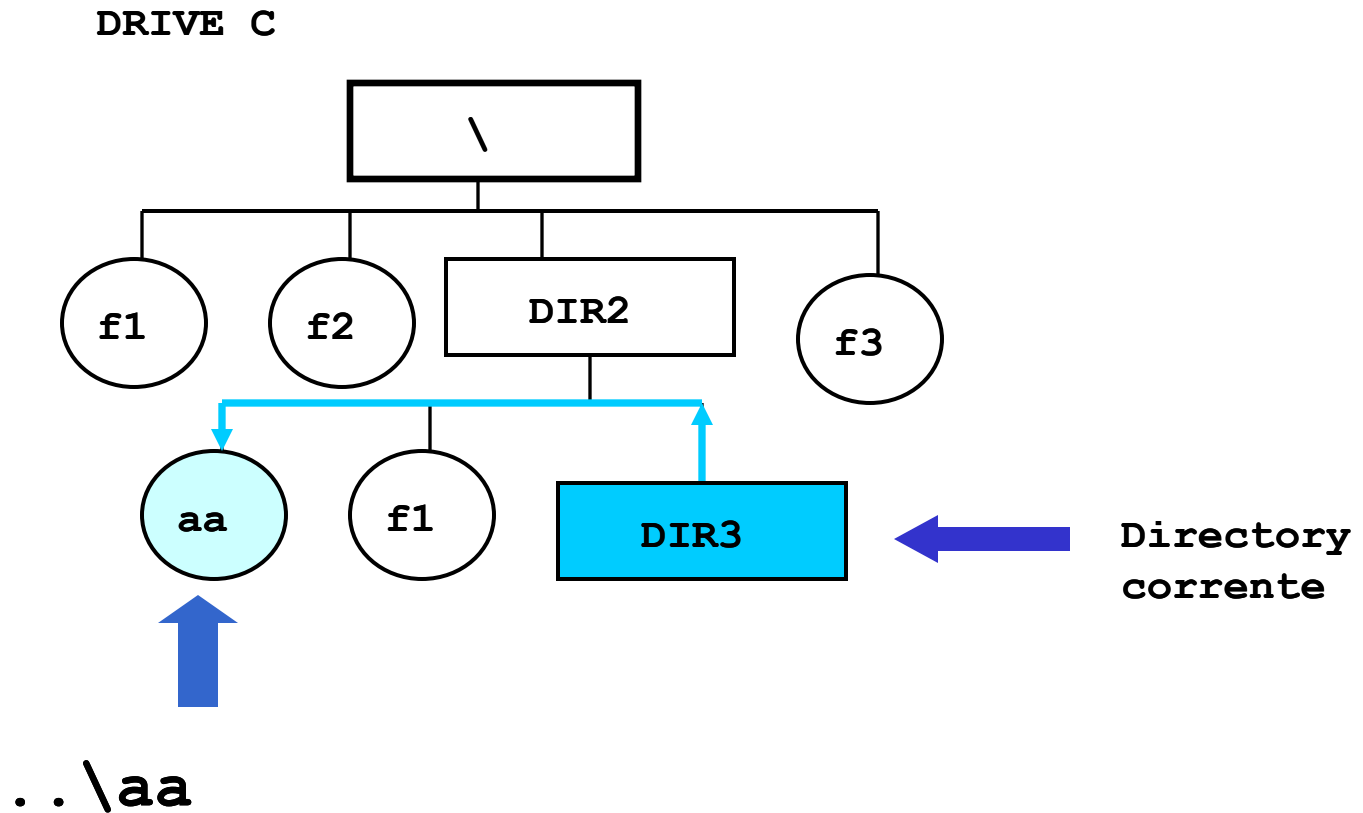 DRIVE C
\
f1
f2
DIR2
f3
aa
f1
DIR3
Directory
corrente
..\aa